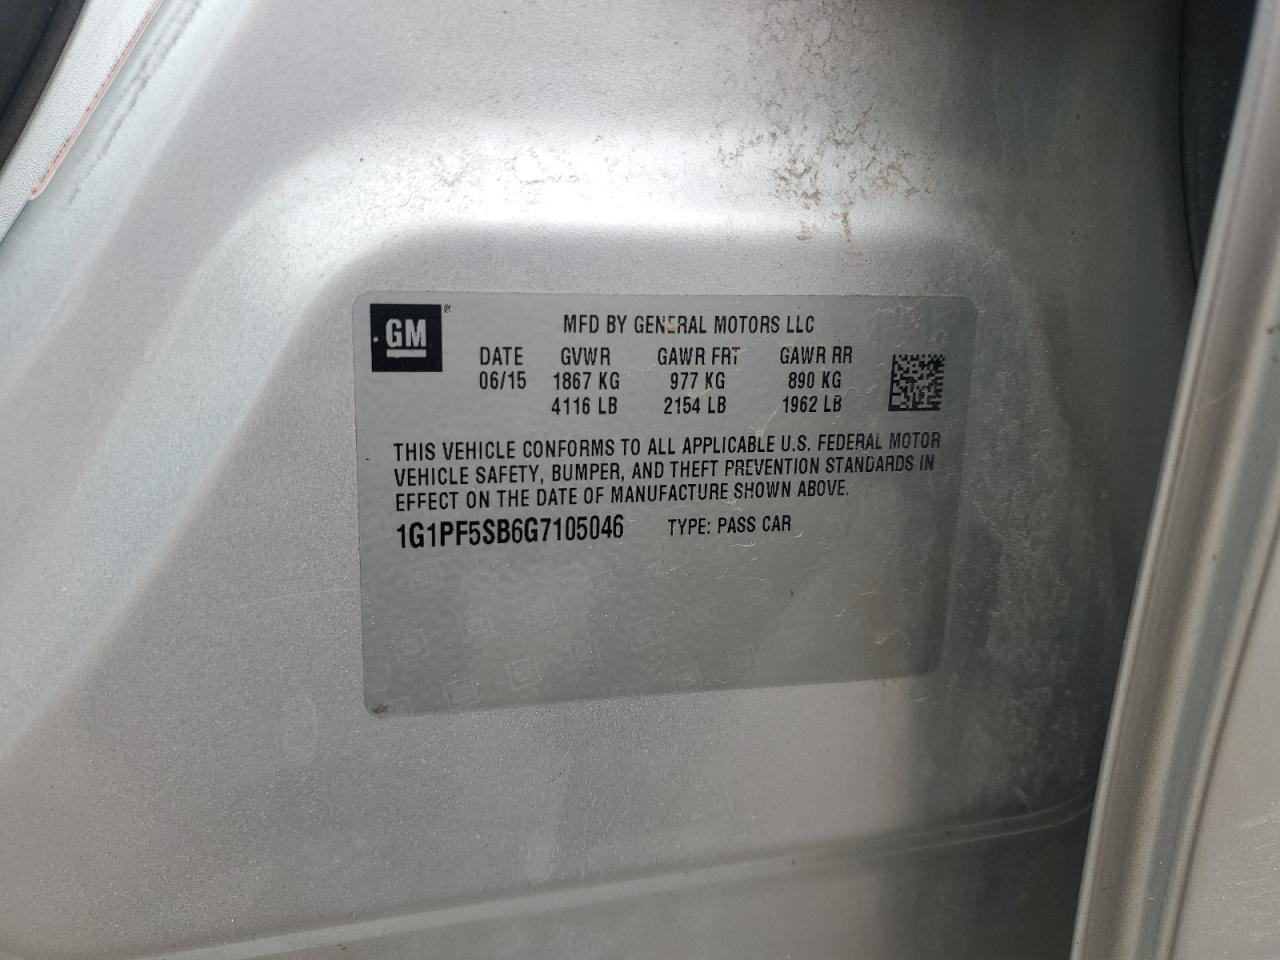 GM ®
MFD BY GENERAL MOTORS LLC
DATE GVWR GAWR FRT GAWR RR
06/15 1867 KG 977 KG 890 KG
4116 LB 2154 LB 1962 LB
THIS VEHICLE CONFORMS TO ALL APPLICABLE U.S. FEDERAL MOTOR
VEHICLE SAFETY, BUMPER, AND THEFT PREVENTION STANDARDS IN
EFFECT ON THE DATE OF MANUFACTURE SHOWN ABOVE.
1G1PF5SB6G7105046 TYPE: PASS CAR